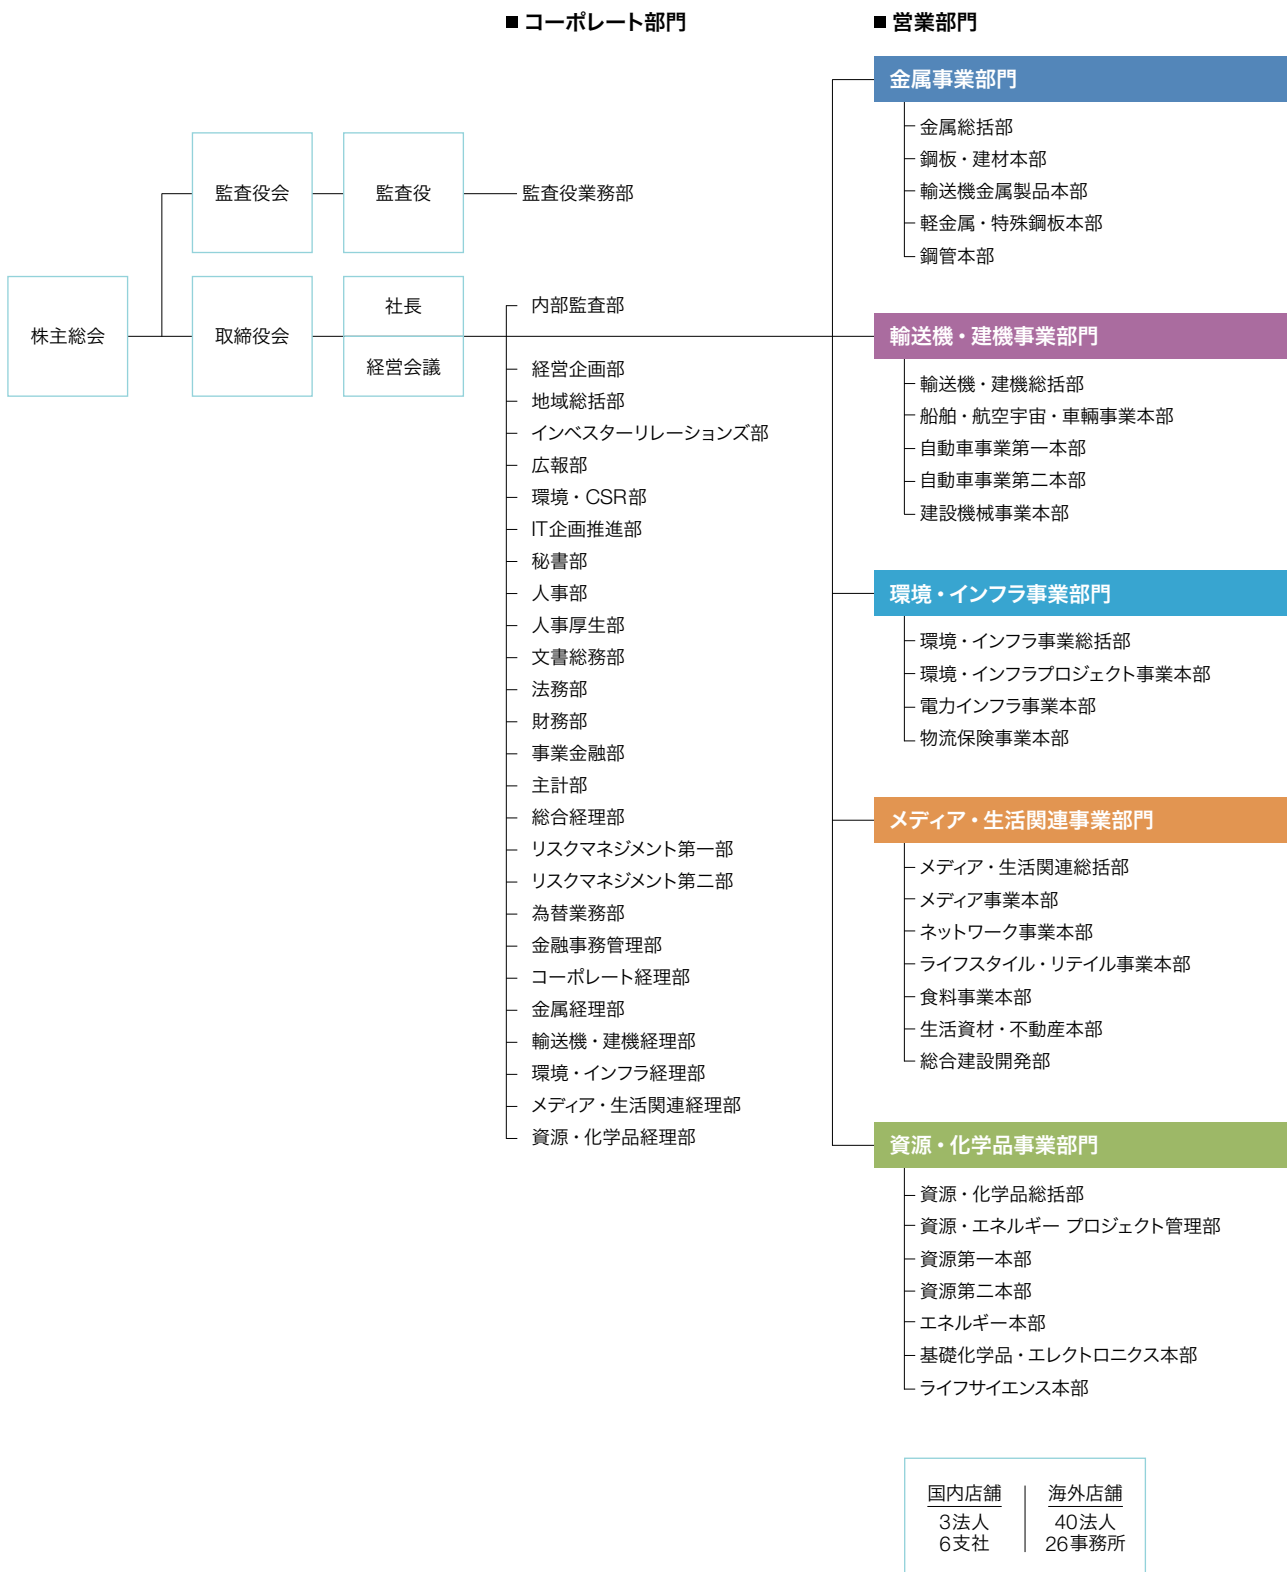 ■ コーポレート部門
■ 営業部門
監査役会
監査役
監査役業務部
株主総会
取締役会
社長
経営会議
内部監査部
経営企画部
地域総括部
インベスターリレーションズ部
広報部
環境・CSR部
IT企画推進部
秘書部
人事部
人事厚生部
文書総務部
法務部
財務部
事業金融部
主計部
総合経理部
リスクマネジメント第一部
リスクマネジメント第二部
為替業務部
金融事務管理部
コーポレート経理部
金属経理部
輸送機・建機経理部
環境・インフラ経理部
メディア・生活関連経理部
資源・化学品経理部
金属事業部門
金属総括部
鋼板・建材本部
輸送機金属製品本部
軽金属・特殊鋼板本部
鋼管本部
輸送機・建機事業部門
輸送機・建機総括部
船舶・航空宇宙・車輛事業本部
自動車事業第一本部
自動車事業第二本部
建設機械事業本部
環境・インフラ事業部門
環境・インフラ事業総括部
環境・インフラプロジェクト事業本部
電力インフラ事業本部
物流保険事業本部
メディア・生活関連事業部門
メディア・生活関連総括部
メディア事業本部
ネットワーク事業本部
ライフスタイル・リテイル事業本部
食料事業本部
生活資材・不動産本部
総合建設開発部
資源・化学品事業部門
資源・化学品総括部
資源・エネルギー プロジェクト管理部
資源第一本部
資源第二本部
エネルギー本部
基礎化学品・エレクトロニクス本部
ライフサイエンス本部
国内店舗
3法人
6支社
海外店舗
40法人
26事務所